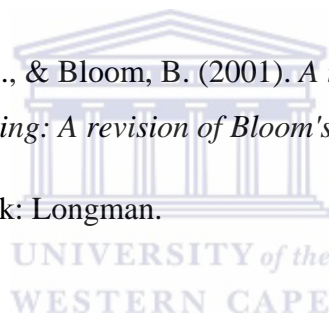 ., & Bloom, B. (2001). A
ing: A revision of Bloom's
k: Longman.
UNIVERSITY of the
WESTERN CAPE